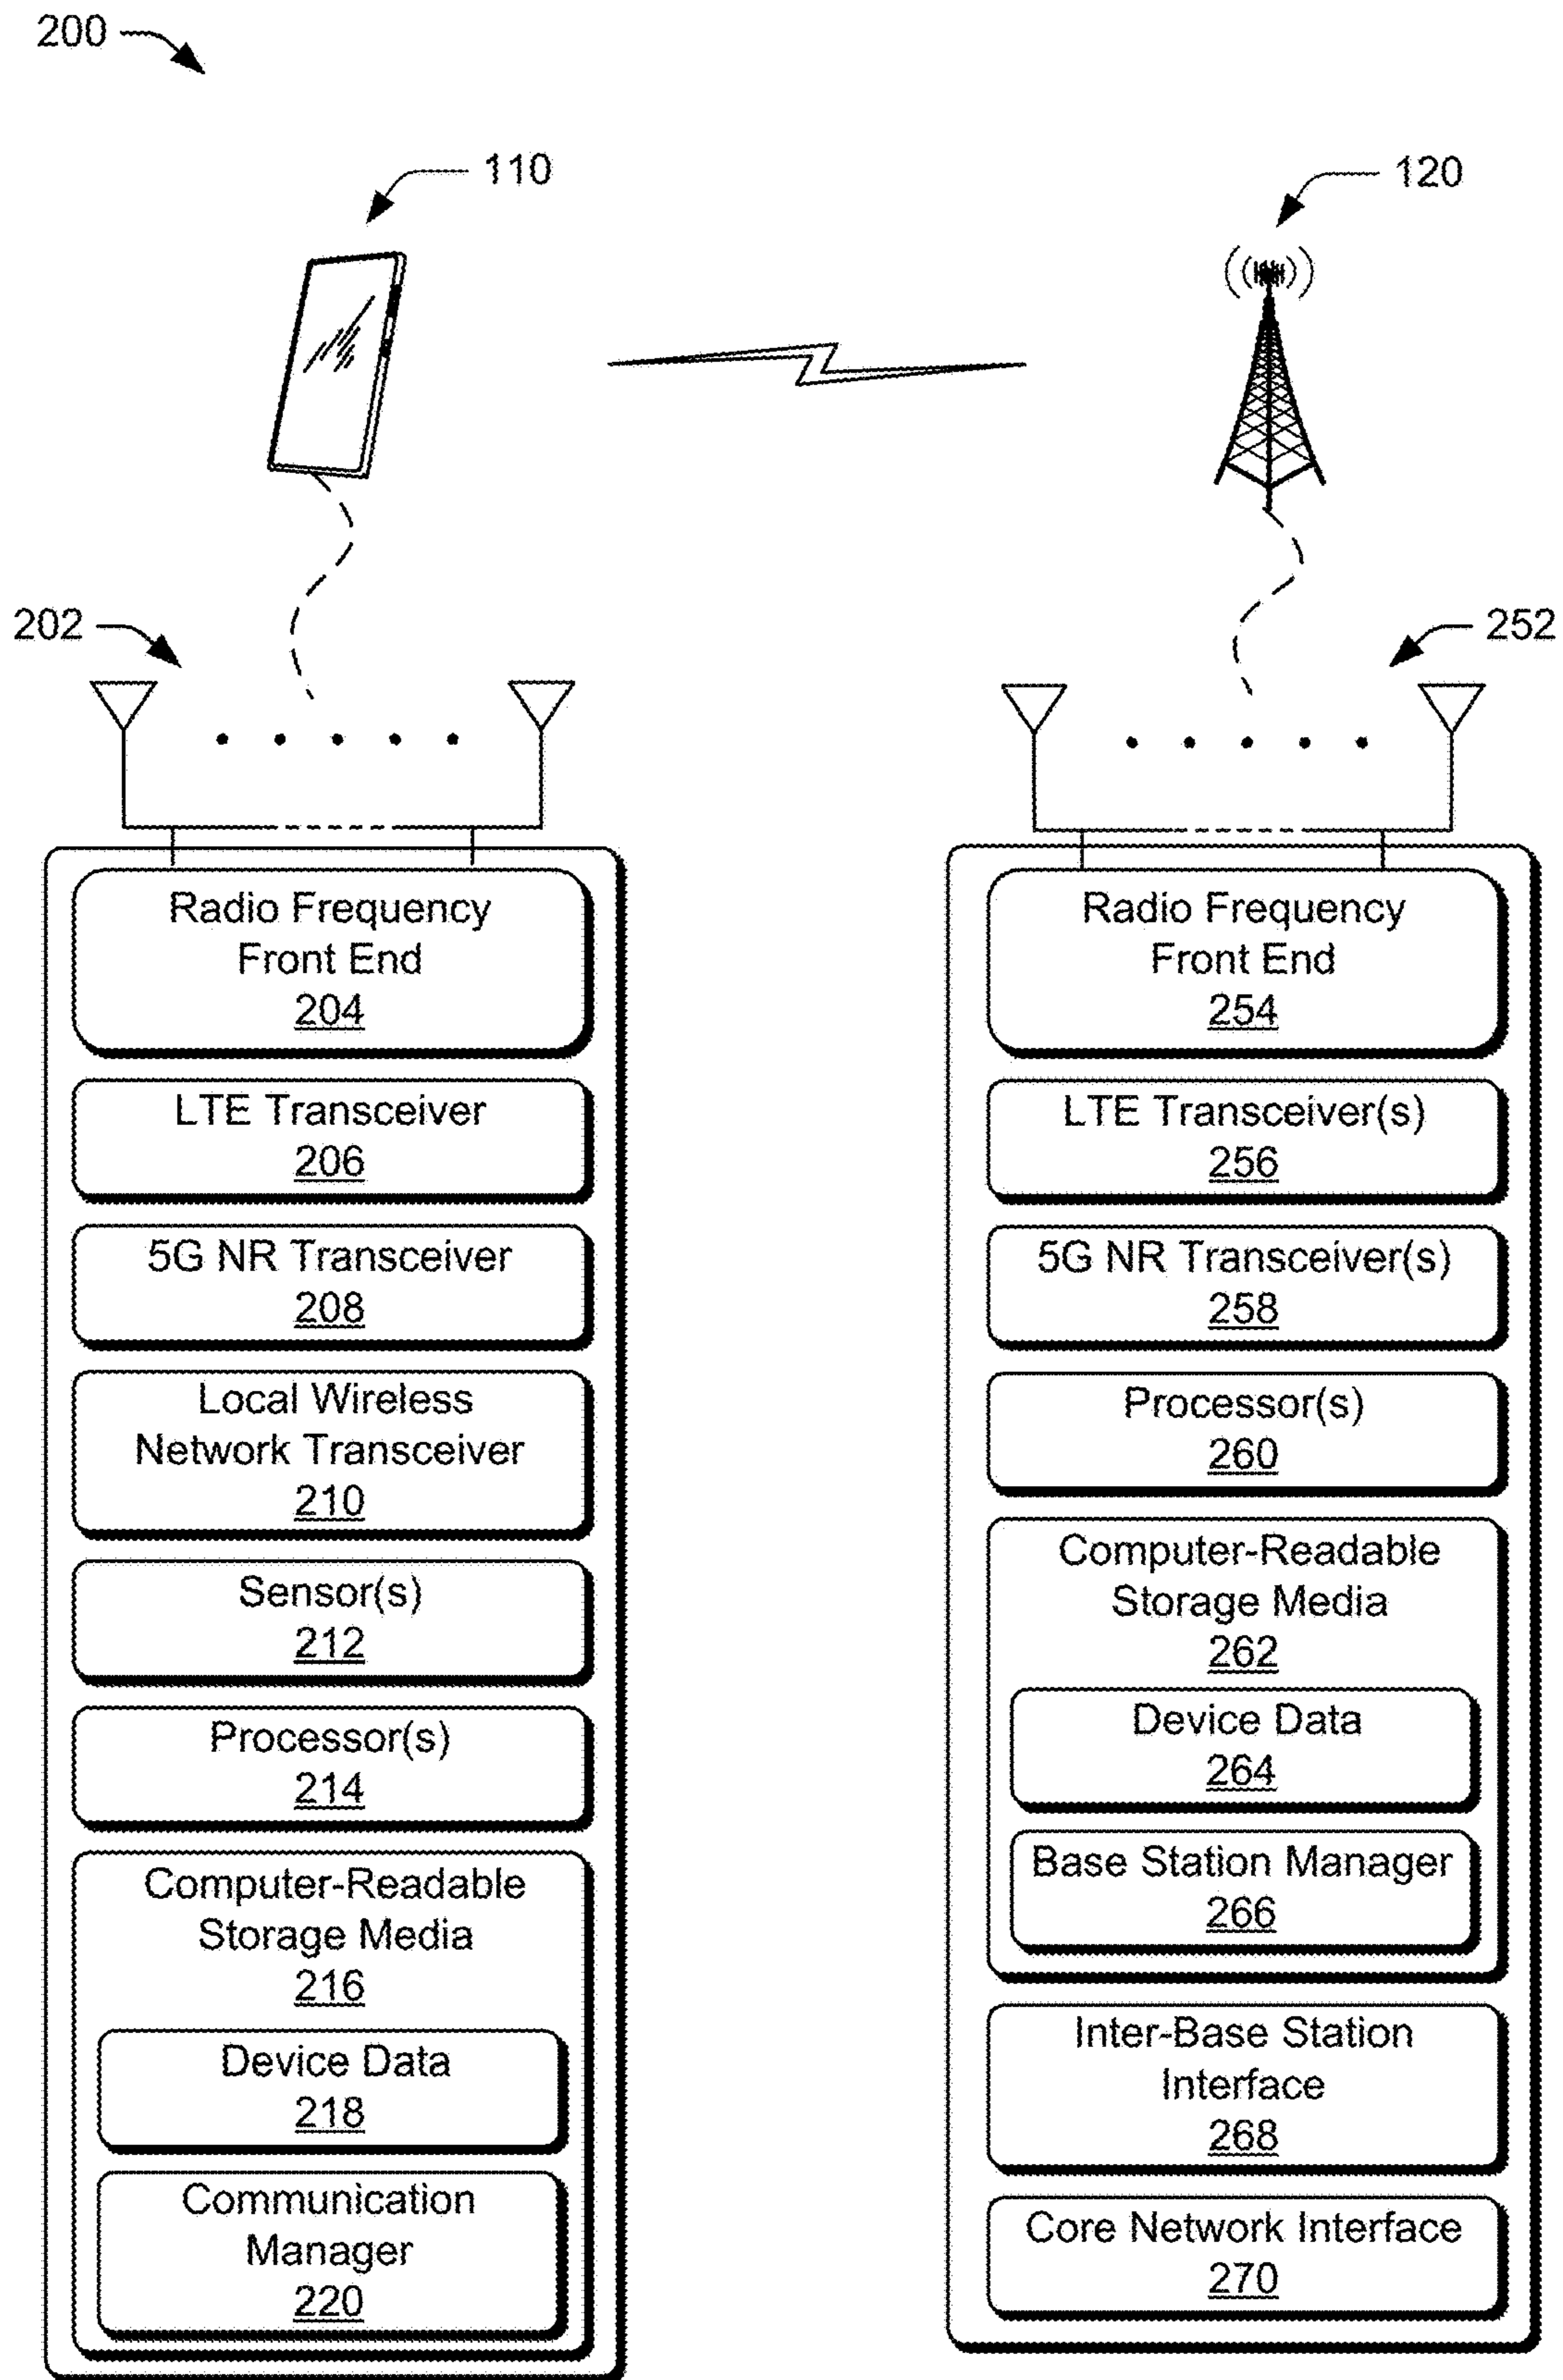 200
110
120
202
252
Radio Frequency
Front End
204
LTE Transceiver
206
5G NR Transceiver
208
Local Wireless
Network Transceiver
210
Sensor(s)
212
Processor(s)
214
Computer-Readable
Storage Media
216
Device Data
218
Communication
Manager
220
Radio Frequency
Front End
254
LTE Transceiver(s)
256
5G NR Transceiver(s)
258
Processor(s)
260
Computer-Readable
Storage Media
262
Device Data
264
Base Station Manager
266
Inter-Base Station
Interface
268
Core Network Interface
270